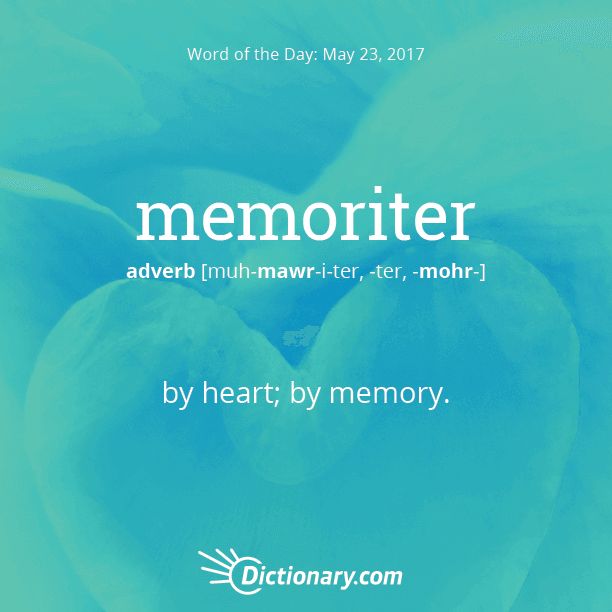 Word of the Day: May 23, 2017
memoriter
adverb [muh-mawr-i-ter, -ter, -mohr-]
by heart; by memory.
Dictionary.com